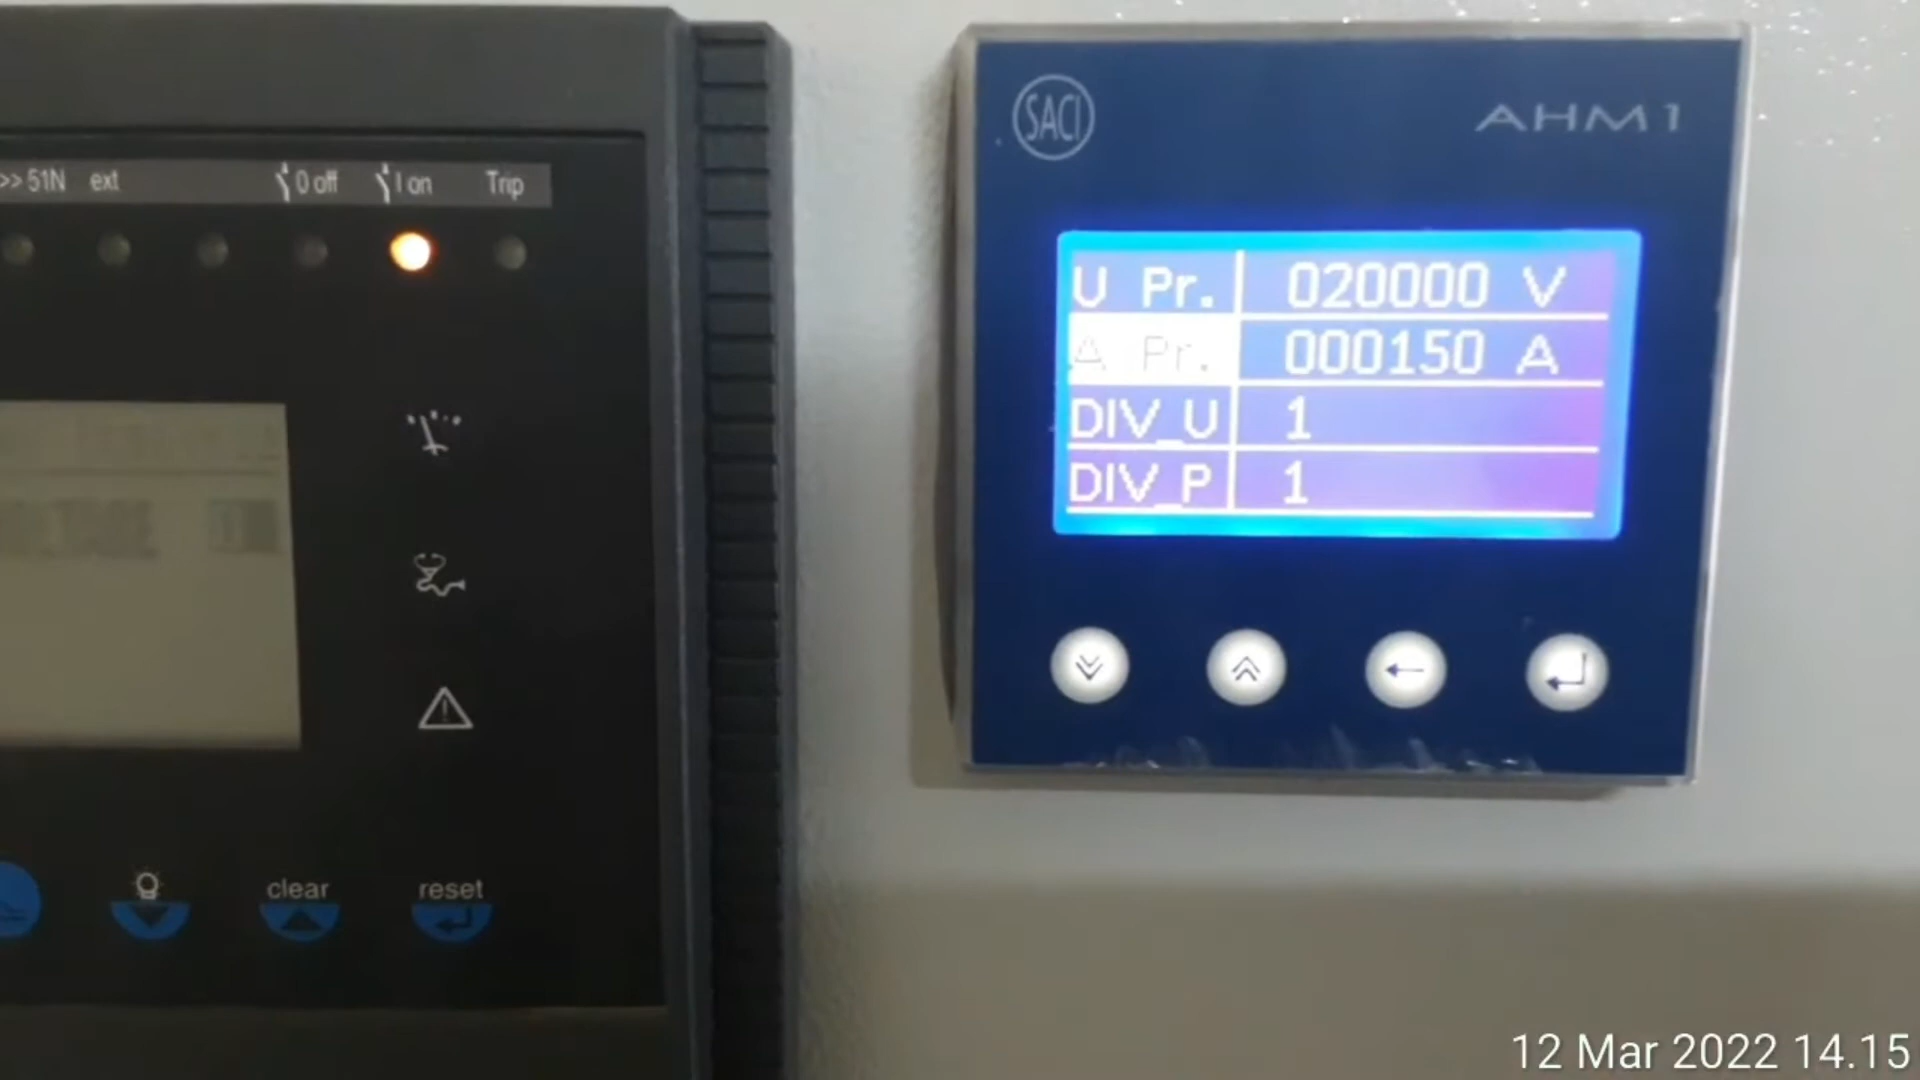 >> 51N ext 0 off I on Trip
clear reset
SACI AHM1
U Pr. 020000 V
A Pr. 000150 A
DIV_U 1
DIV_P 1
12 Mar 2022 14.15